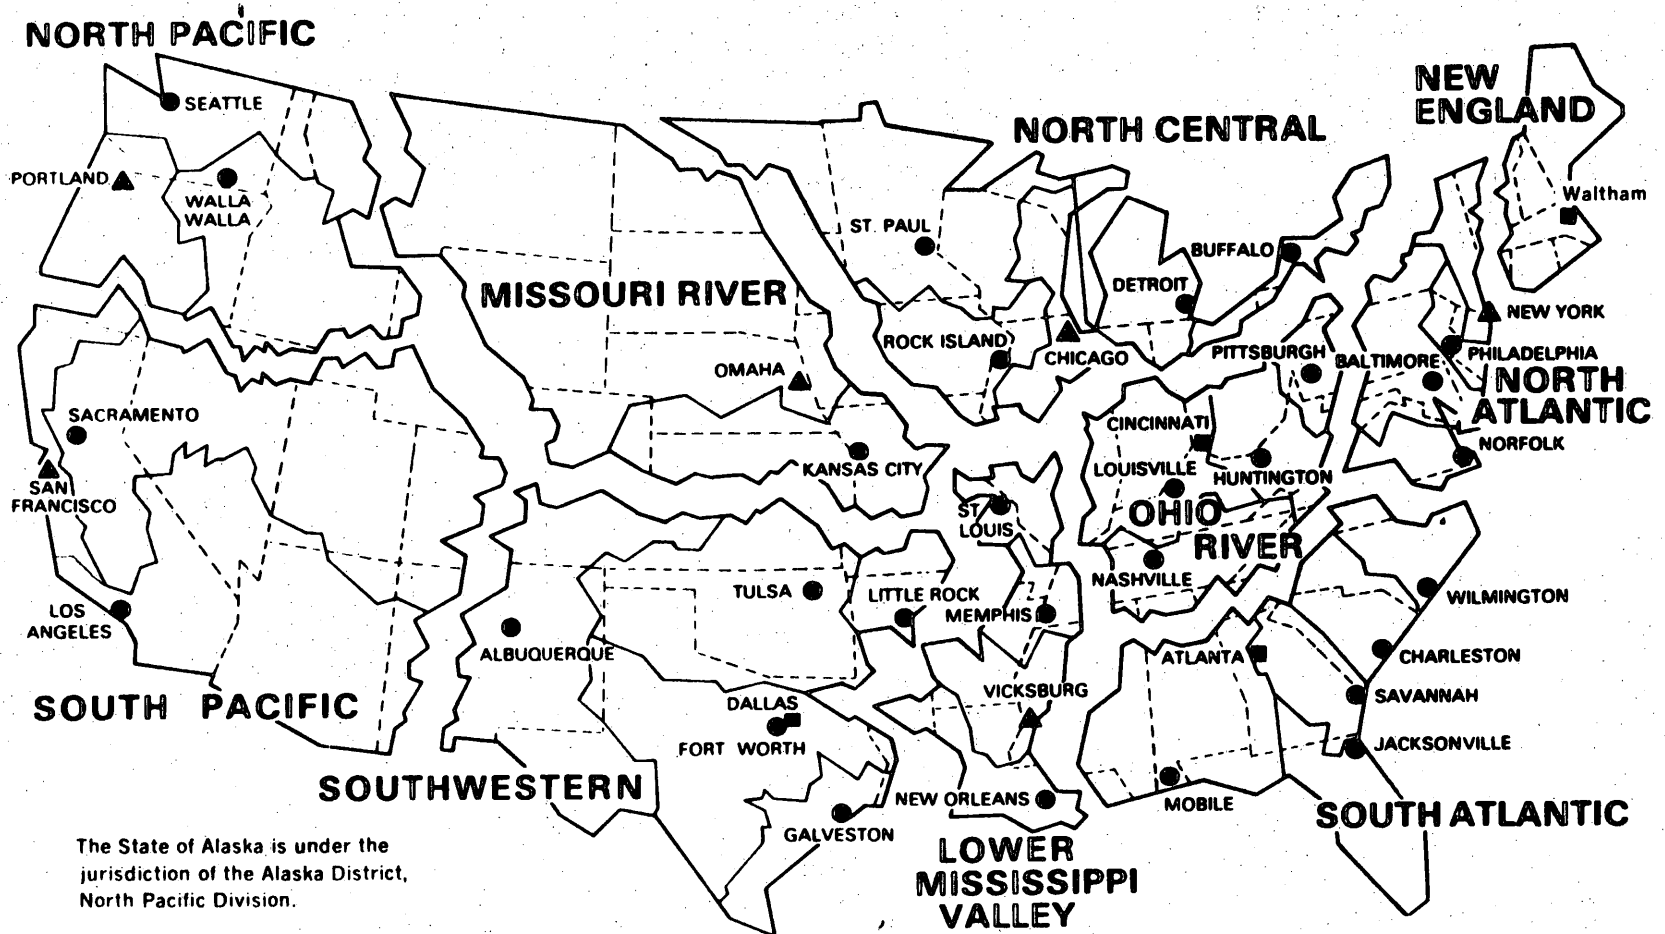 NORTH PACIFIC
SEATTLE
PORTLAND
WALLA
WALLA
NEW
ENGLAND
Waltham
NORTH CENTRAL
ST. PAUL
BUFFALO
DETROIT
ROCK ISLAND
CHICAGO
MISSOURI RIVER
OMAHA
KANSAS CITY
PITTSBURGH
BALTIMORE
NEW YORK
PHILADELPHIA
NORTH
ATLANTIC
NORFOLK
SACRAMENTO
SAN
FRANCISCO
LOS
ANGELES
SOUTH PACIFIC
CINCINNATI
LOUISVILLE
HUNTINGTON
OHIO
RIVER
NASHVILLE
ST.
LOUIS
TULSA
LITTLE ROCK
MEMPHIS
ALBUQUERQUE
DALLAS
FORT WORTH
SOUTHWESTERN
GALVESTON
VICKSBURG
NEW ORLEANS
LOWER
MISSISSIPPI
VALLEY
WILMINGTON
ATLANTA
CHARLESTON
SAVANNAH
JACKSONVILLE
MOBILE
SOUTH ATLANTIC
The State of Alaska is under the
jurisdiction of the Alaska District,
North Pacific Division.